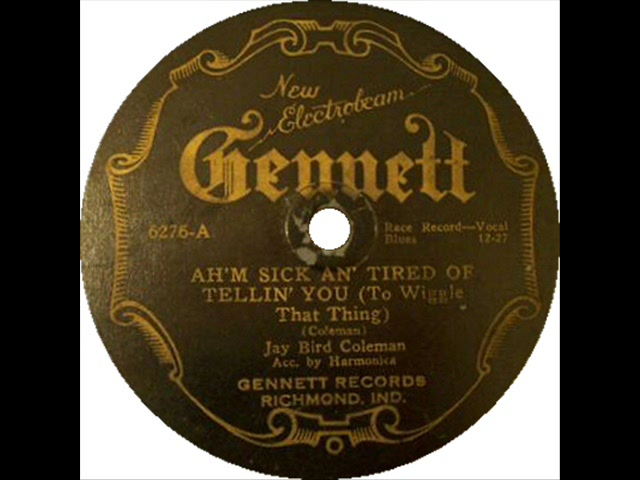 New
Electrobeam
Gennett
6276-A
Race Record—Vocal
Blues 12-27
AH'M SICK AN' TIRED OF
TELLIN' YOU (To Wiggle
That Thing)
(Coleman)
Jay Bird Coleman
Acc. by Harmonica
GENNETT RECORDS
RICHMOND, IND.